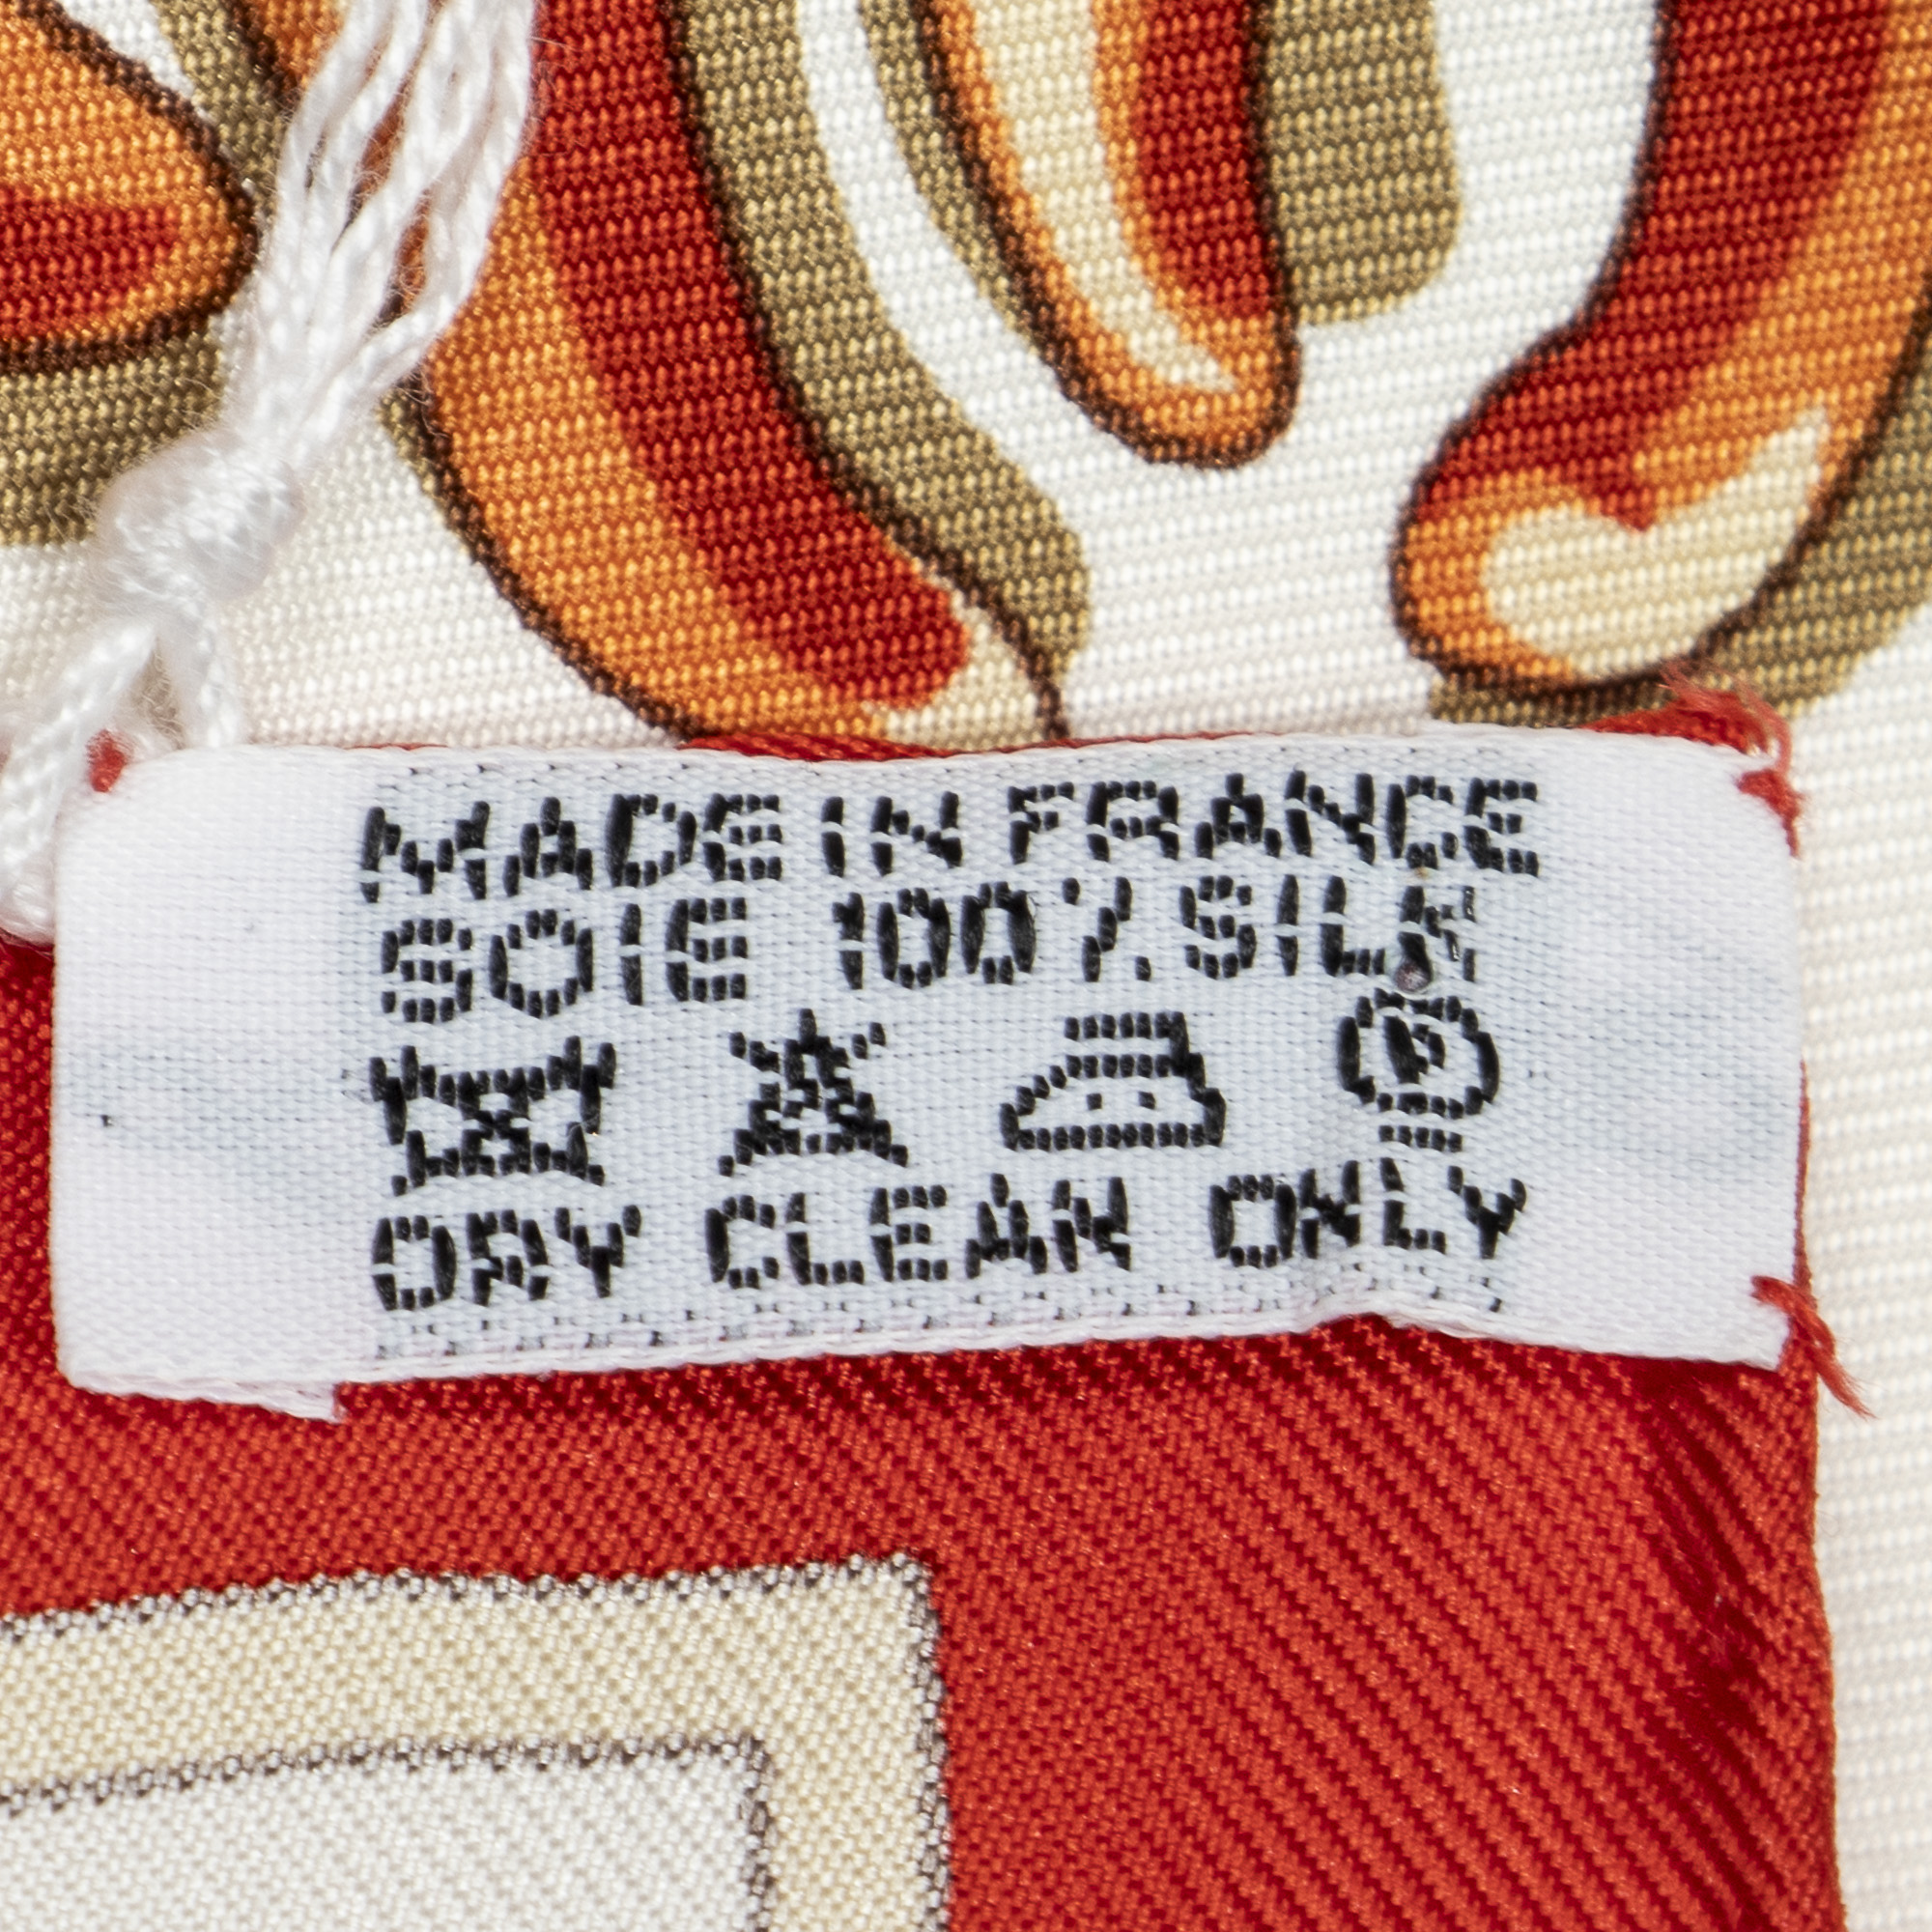 MADE IN FRANCE
SOIE 100% SILK
P
DRY CLEAN ONLY